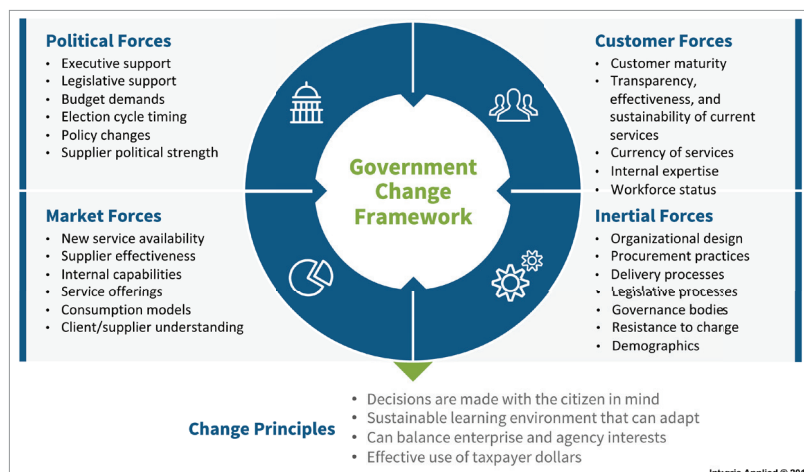 Political Forces
• Executive support
• Legislative support
• Budget demands
• Election cycle timing
• Policy changes
• Supplier political strength
Customer Forces
• Customer maturity
• Transparency,
effectiveness, and
sustainability of current
services
• Currency of services
• Internal expertise
• Workforce status
Government
Change
Framework
Market Forces
• New service availability
• Supplier effectiveness
• Internal capabilities
• Service offerings
• Consumption models
• Client/supplier understanding
Inertial Forces
• Organizational design
• Procurement practices
• Delivery processes
• Legislative processes
• Governance bodies
• Resistance to change
• Demographics
Change Principles
• Decisions are made with the citizen in mind
• Sustainable learning environment that can adapt
• Can balance enterprise and agency interests
• Effective use of taxpayer dollars